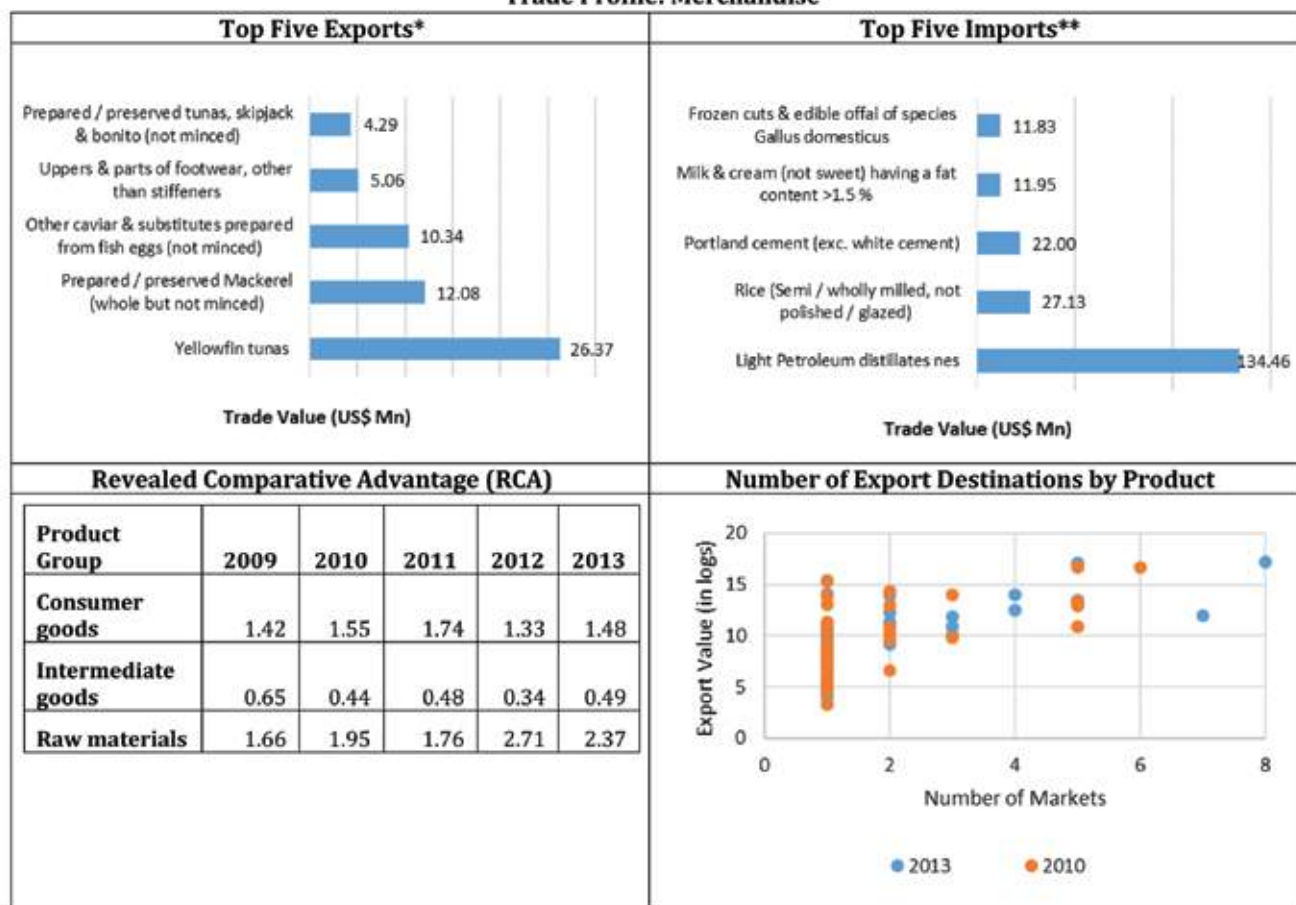 Trade Profile: Merchandise
Top Five Exports*
Prepared / preserved tunas, skipjack
& bonito (not minced)
4.29
Uppers & parts of footwear, other
than stiffeners
5.06
Other caviar & substitutes prepared
from fish eggs (not minced)
10.34
Prepared / preserved Mackerel
(whole but not minced)
12.08
Yellowfin tunas
26.37
Trade Value (US$ Mn)
Top Five Imports**
Frozen cuts & edible offal of species
Gallus domesticus
11.83
Milk & cream (not sweet) having a fat
content >1.5 %
11.95
Portland cement (exc. white cement)
22.00
Rice (Semi / wholly milled, not
polished / glazed)
27.13
Light Petroleum distillates nes
134.46
Trade Value (US$ Mn)
Revealed Comparative Advantage (RCA)
Product
Group 2009 2010 2011 2012 2013
Consumer
goods 1.42 1.55 1.74 1.33 1.48
Intermediate
goods 0.65 0.44 0.48 0.34 0.49
Raw materials 1.66 1.95 1.76 2.71 2.37
Number of Export Destinations by Product
Export Value (in logs)
20
15
10
5
0
0 2 4 6 8
Number of Markets
2013 2010